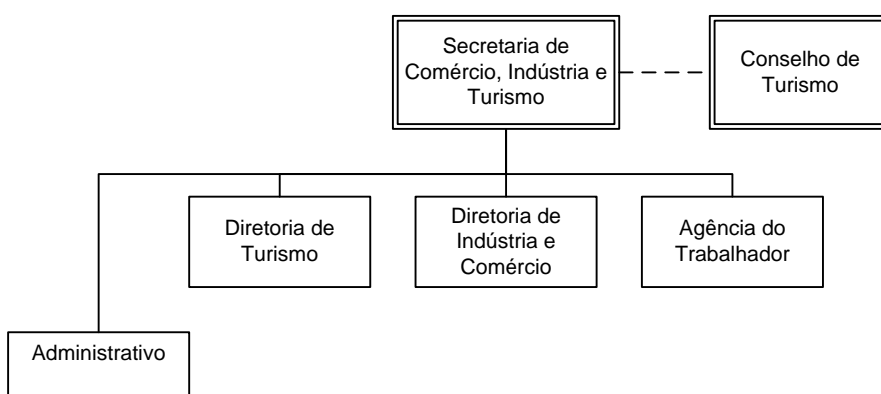 Secretaria de
Comércio, Indústria e
Turismo
Conselho de
Turismo
Diretoria de
Turismo
Diretoria de
Indústria e
Comércio
Agência do
Trabalhador
Administrativo